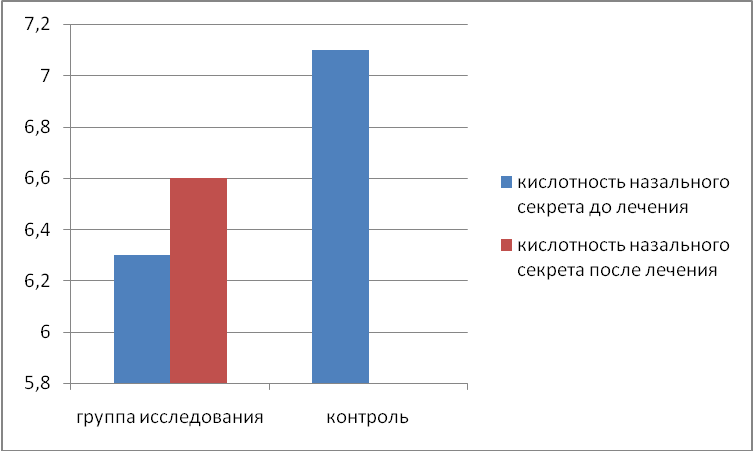 7,2
7
6,8
6,6
6,4
6,2
6
5,8
группа исследования
контроль
кислотность назального
секрета до лечения
кислотность назального
секрета после лечения